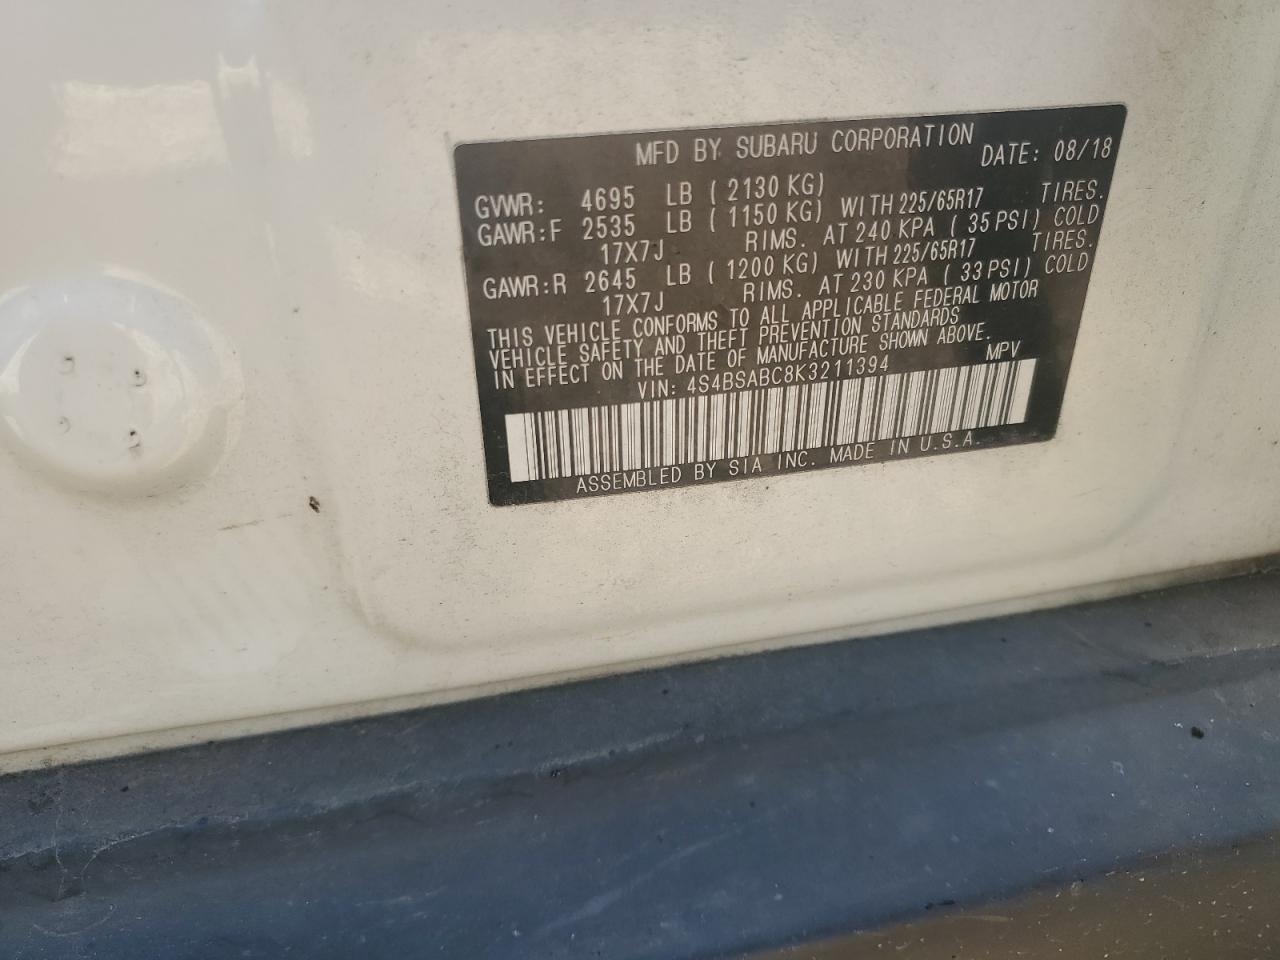 MFD BY SUBARU CORPORATION DATE: 08/18
GVWR: 4695 LB ( 2130 KG)
GAWR:F 2535 LB ( 1150 KG) WITH 225/65R17 TIRES.
17X7J RIMS. AT 240 KPA ( 35 PSI) COLD
GAWR:R 2645 LB ( 1200 KG) WITH 225/65R17 TIRES.
17X7J RIMS. AT 230 KPA ( 33 PSI) COLD
THIS VEHICLE CONFORMS TO ALL APPLICABLE FEDERAL MOTOR
VEHICLE SAFETY AND THEFT PREVENTION STANDARDS
IN EFFECT ON THE DATE OF MANUFACTURE SHOWN ABOVE.
VIN: 4S4BSABC8K3211394 MPV
ASSEMBLED BY SIA INC. MADE IN U.S.A.